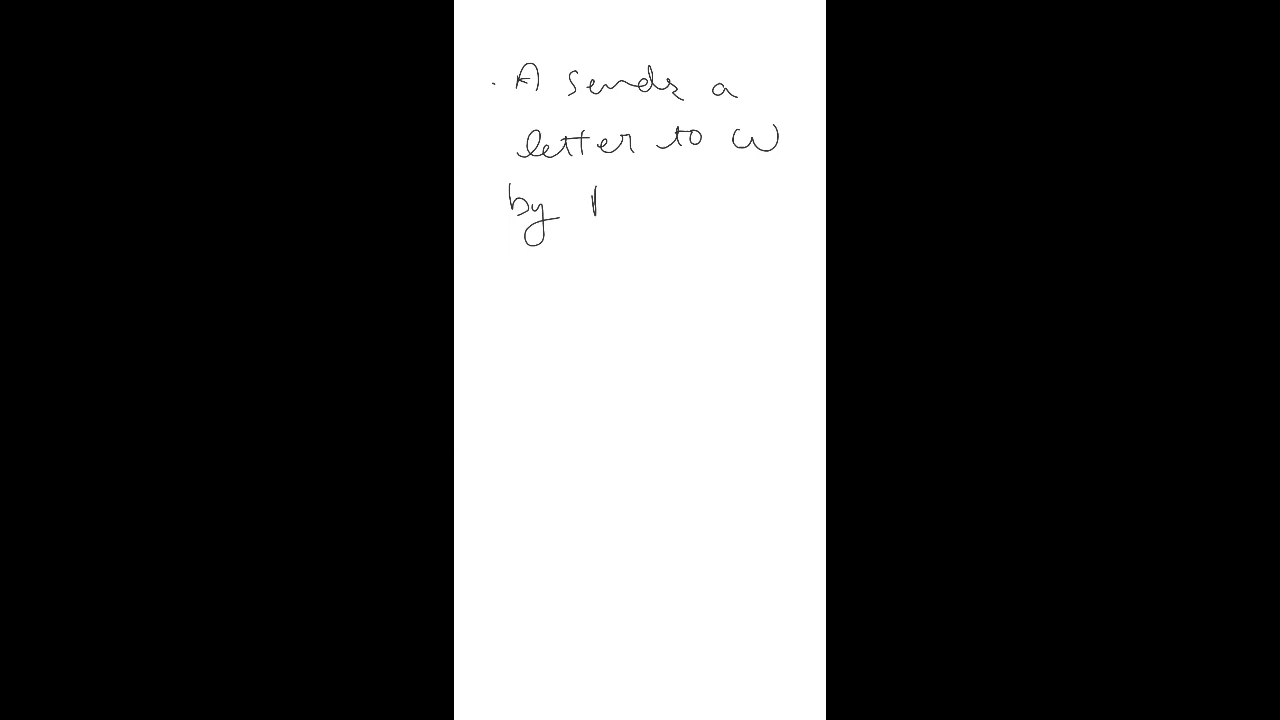 . A sends a
letter to W
by